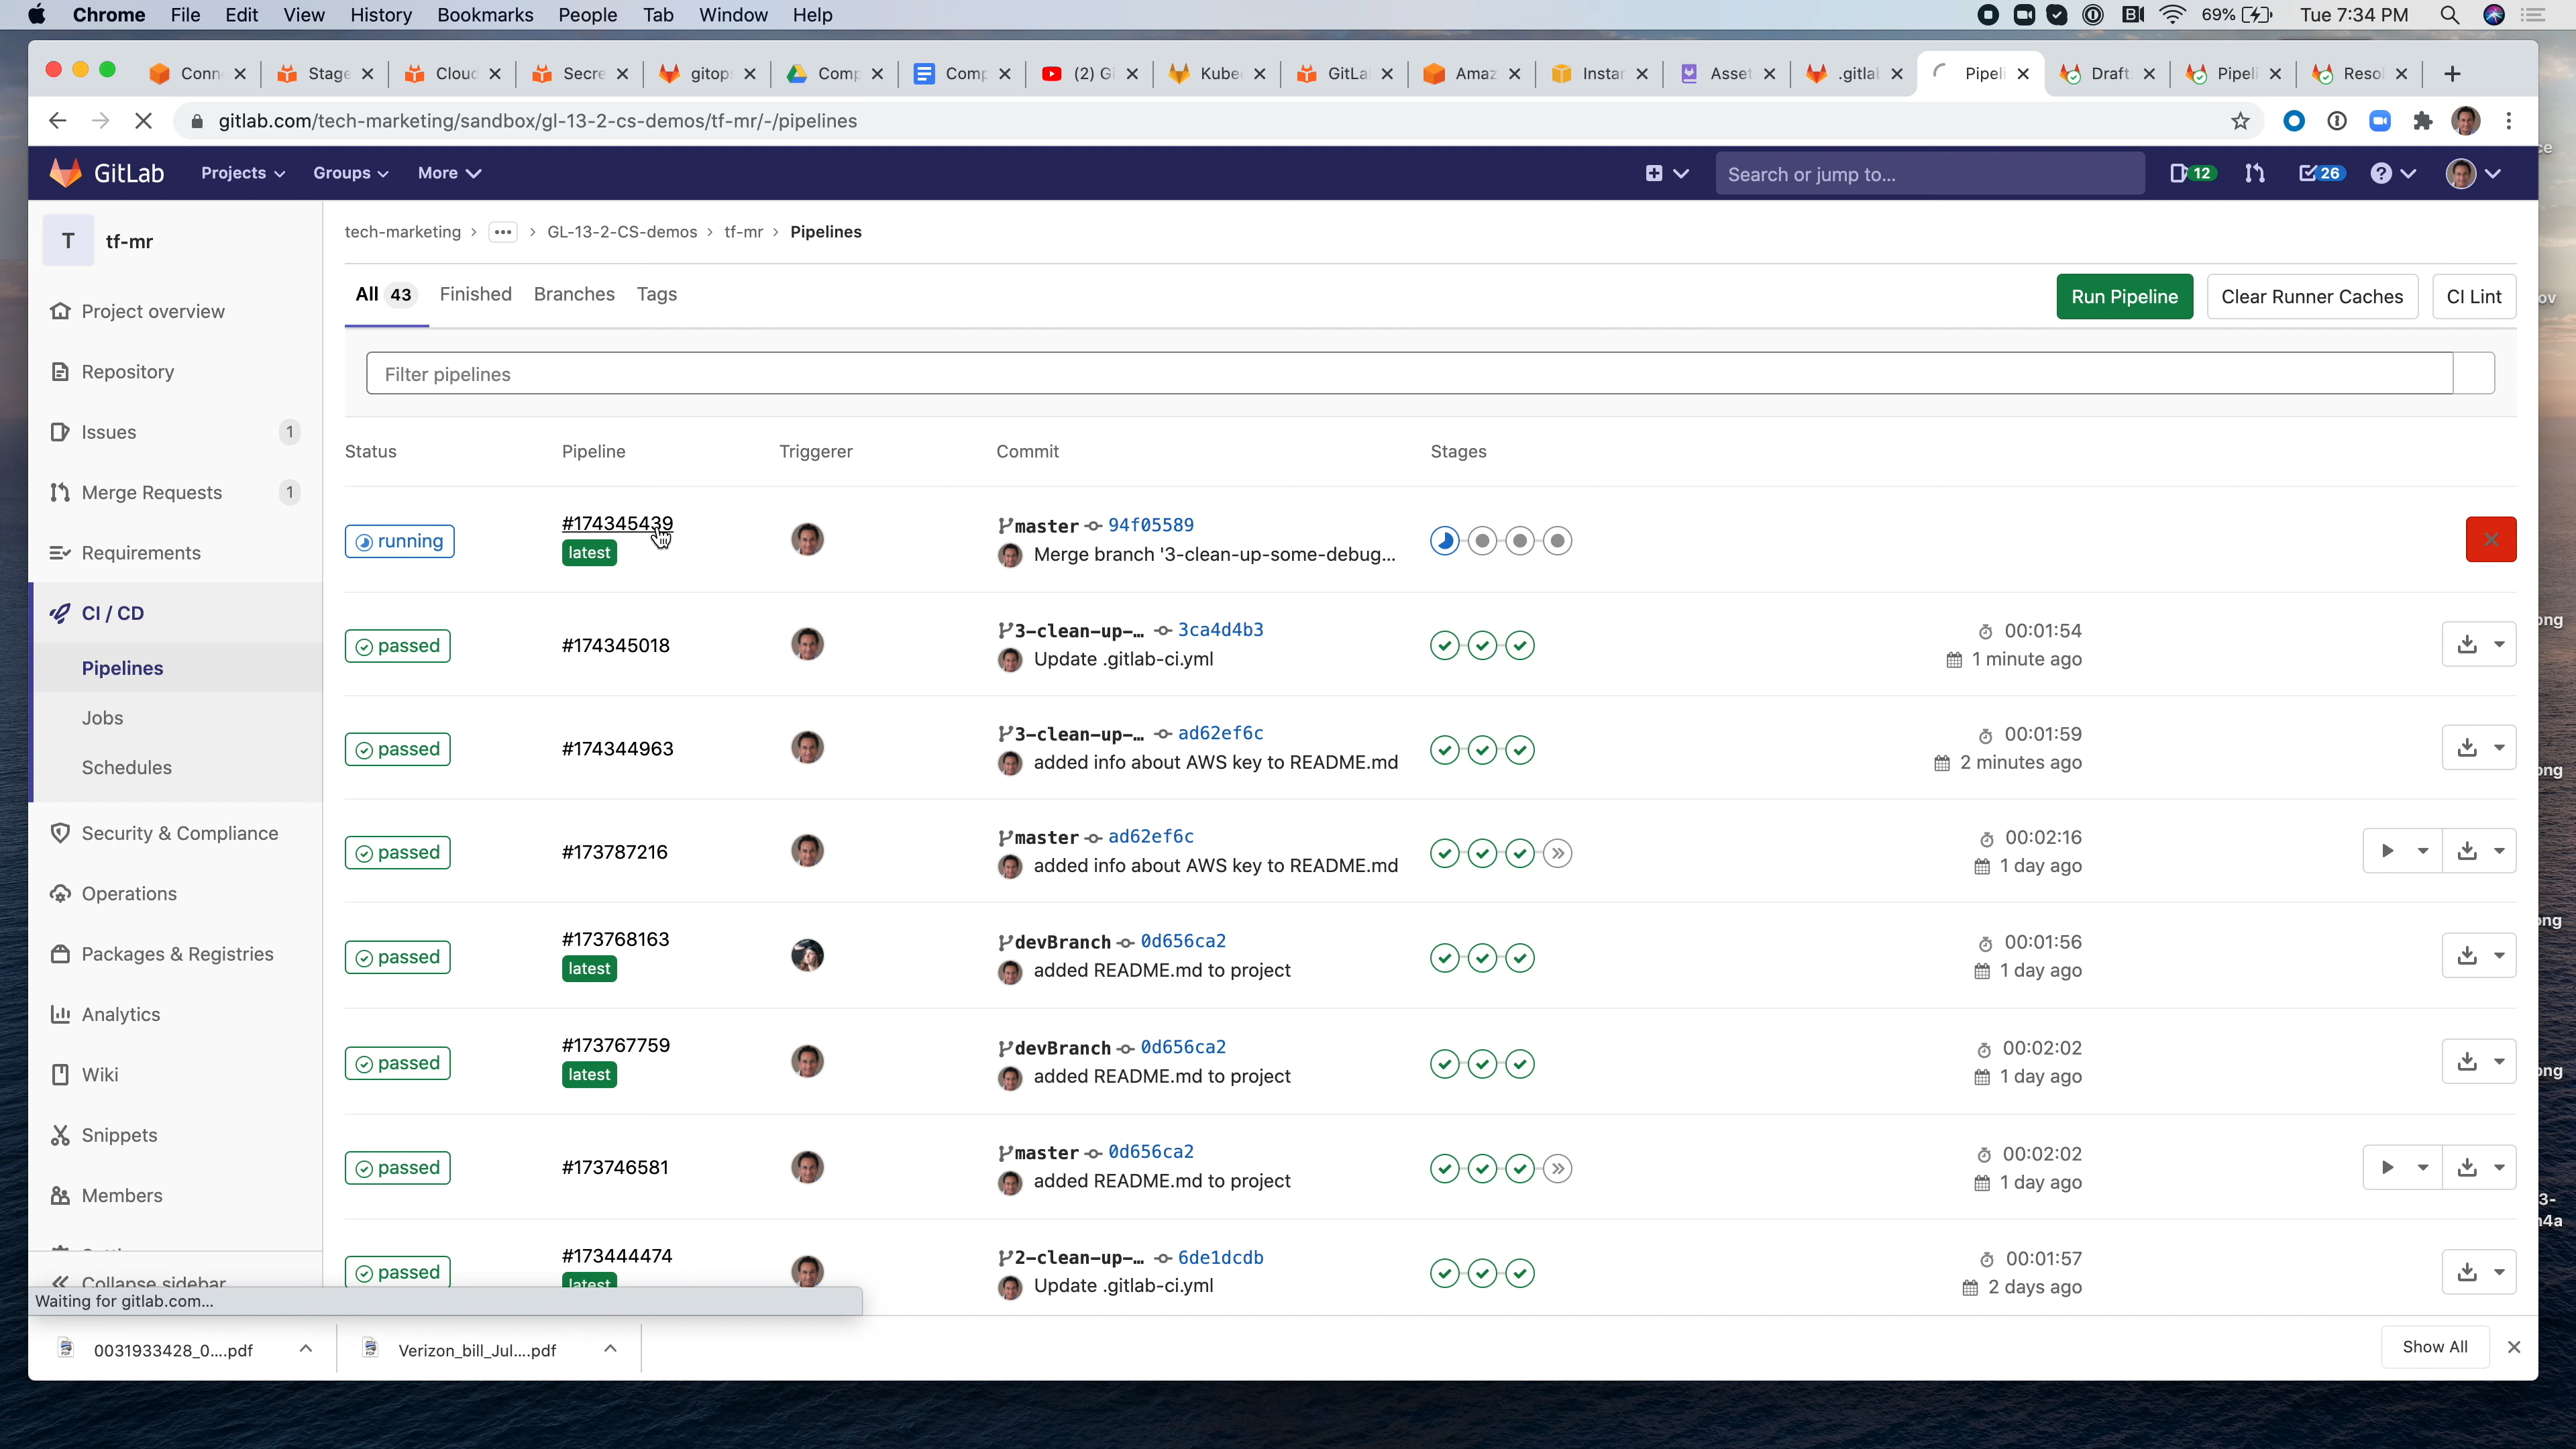 Chrome File Edit View History Bookmarks People Tab Window Help 69% Tue 7:34 PM
Conn Stage Cloud Secre gitop Comp Comp (2) Gi Kube GitLa Amaz Instan Asset .gitlal Pipeli Draft Pipeli Resol
gitlab.com/tech-marketing/sandbox/gl-13-2-cs-demos/tf-mr/-/pipelines
GitLab Projects Groups More Search or jump to... 12 26
T tf-mr
tech-marketing > ... > GL-13-2-CS-demos > tf-mr > Pipelines
Project overview
Repository
Issues 1
Merge Requests 1
Requirements
CI / CD
Pipelines
Jobs
Schedules
Security & Compliance
Operations
Packages & Registries
Analytics
Wiki
Snippets
Members
Collapse sidebar
Waiting for gitlab.com...
All 43 Finished Branches Tags Run Pipeline Clear Runner Caches CI Lint
Filter pipelines
Status Pipeline Triggerer Commit Stages
running #174345439 master 94f05589
latest Merge branch '3-clean-up-some-debug...
passed #174345018 3-clean-up-... 3ca4d4b3 00:01:54
Update .gitlab-ci.yml 1 minute ago
passed #174344963 3-clean-up-... ad62ef6c 00:01:59
added info about AWS key to README.md 2 minutes ago
passed #173787216 master ad62ef6c 00:02:16
added info about AWS key to README.md 1 day ago
passed #173768163 devBranch 0d656ca2 00:01:56
latest added README.md to project 1 day ago
passed #173767759 devBranch 0d656ca2 00:02:02
latest added README.md to project 1 day ago
passed #173746581 master 0d656ca2 00:02:02
added README.md to project 1 day ago
passed #173444474 2-clean-up-... 6de1dcdb 00:01:57
latest Update .gitlab-ci.yml 2 days ago
0031933428_0....pdf Verizon_bill_Jul....pdf Show All